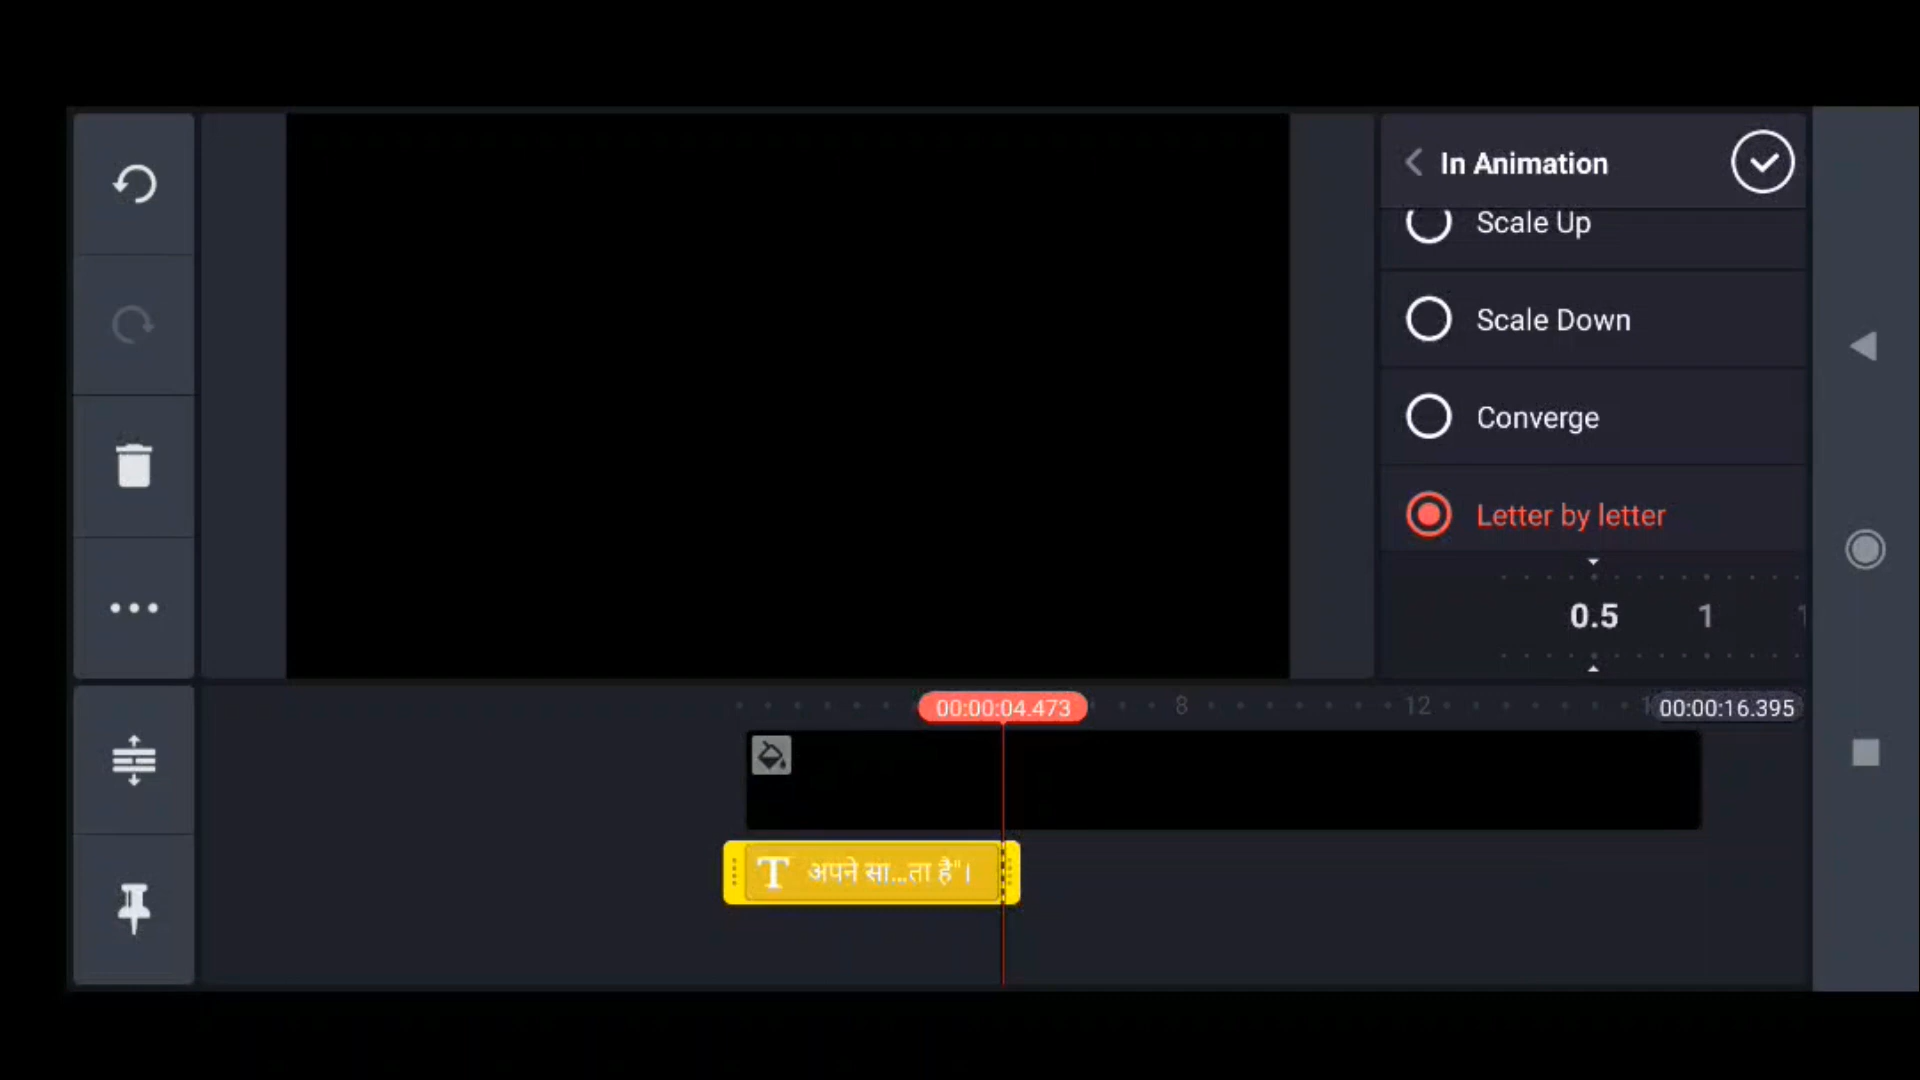 In Animation
Scale Up
Scale Down
Converge
Letter by letter
0.5 1
00:00:04.473 8 12 00:00:16.395
T अपने सा...ता है"।